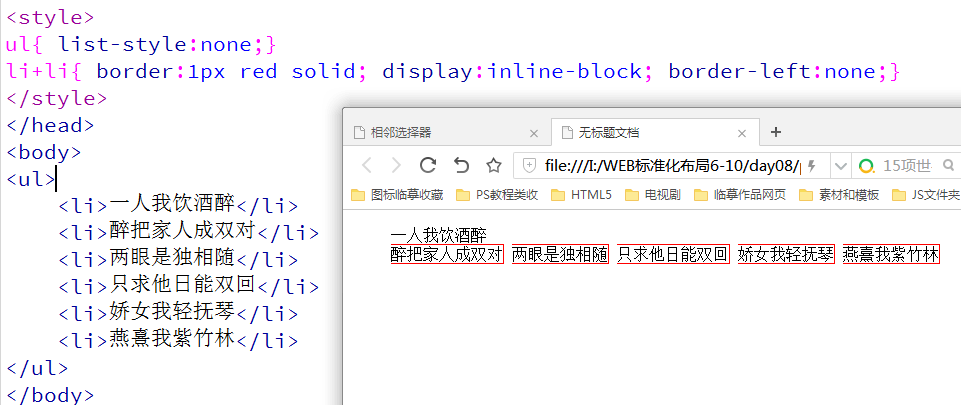 <style>
ul{ list-style:none;}
li+li{ border:1px red solid; display:inline-block; border-left:none;}
</style>
</head>
<body>
<ul>
<li>一人我饮酒醉</li>
<li>醉把家人成双对</li>
<li>两眼是独相随</li>
<li>只求他日能双回</li>
<li>娇女我轻抚琴</li>
<li>燕熹我紫竹林</li>
</ul>
</body>
相邻选择器 无标题文档
file:///I:/WEB标准化布局6-10/day08/ 15项世
图标临摹收藏 PS教程类收 HTML5 电视剧 临摹作品网页 素材和模板 JS文件夹
一人我饮酒醉
醉把家人成双对 两眼是独相随 只求他日能双回 娇女我轻抚琴 燕熹我紫竹林